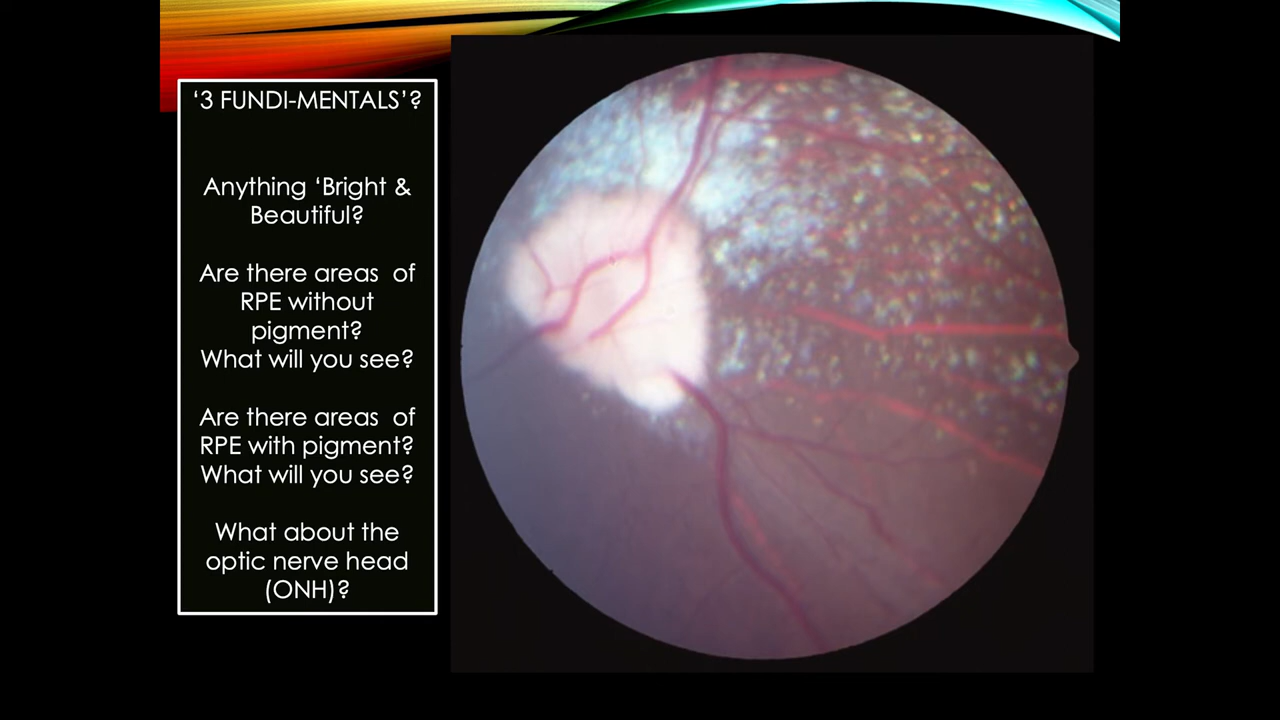 ‘3 FUNDI-MENTALS’?
Anything ‘Bright &
Beautiful?
Are there areas of
RPE without
pigment?
What will you see?
Are there areas of
RPE with pigment?
What will you see?
What about the
optic nerve head
(ONH)?